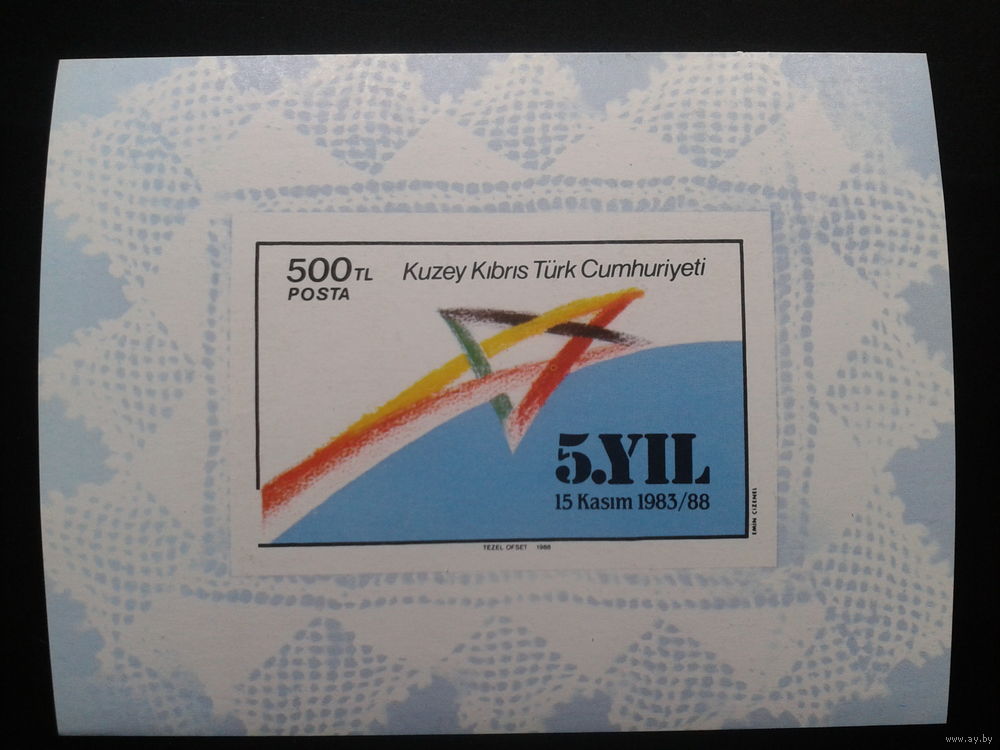 500 TL Kuzey Kıbrıs Türk Cumhuriyeti
POSTA
5.YIL
15 Kasım 1983/88
EMİN ÇİZENEL
TEZEL OFSET 1988
www.ay.by